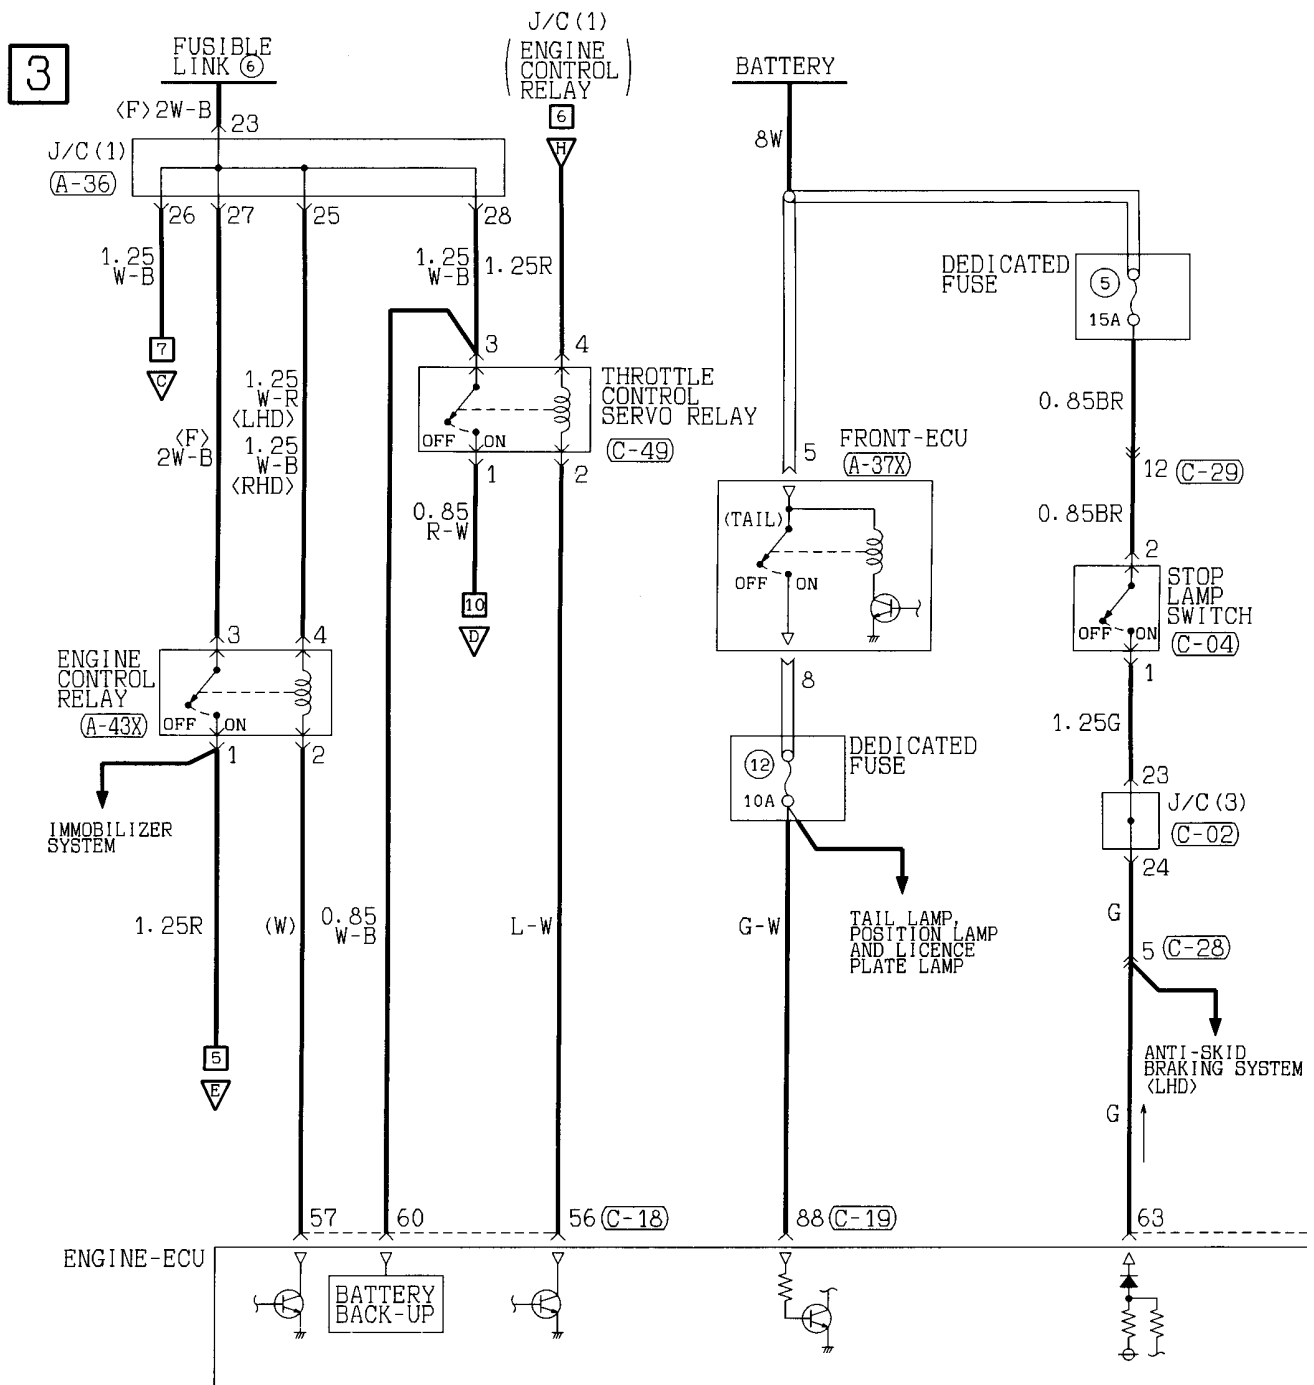 3
FUSIBLE
LINK ⑥
J/C(1)
(ENGINE
CONTROL
RELAY)
BATTERY
〈F〉2W-B
23
6
H
8W
J/C(1)
A-36
26
27
25
28
1.25
W-B
1.25
W-B
1.25R
DEDICATED
FUSE
5
15A
7
C
3
4
1.25
W-R
〈LHD〉
1.25
W-B
〈RHD〉
〈F〉
2W-B
THROTTLE
CONTROL
SERVO RELAY
C-49
OFF
ON
1
2
0.85BR
5
FRONT-ECU
A-37X
12
C-29
0.85
R-W
(TAIL)
OFF
ON
0.85BR
2
STOP
LAMP
SWITCH
C-04
OFF
ON
1
10
D
3
4
ENGINE
CONTROL
RELAY
A-43X
OFF
ON
1
2
8
1.25G
12
10A
DEDICATED
FUSE
23
J/C(3)
C-02
24
IMMOBILIZER
SYSTEM
1.25R
(W)
0.85
W-B
L-W
G-W
TAIL LAMP,
POSITION LAMP
AND LICENCE
PLATE LAMP
G
5
C-28
5
E
ANTI-SKID
BRAKING SYSTEM
〈LHD〉
G
57
60
56
C-18
88
C-19
63
ENGINE-ECU
BATTERY
BACK-UP